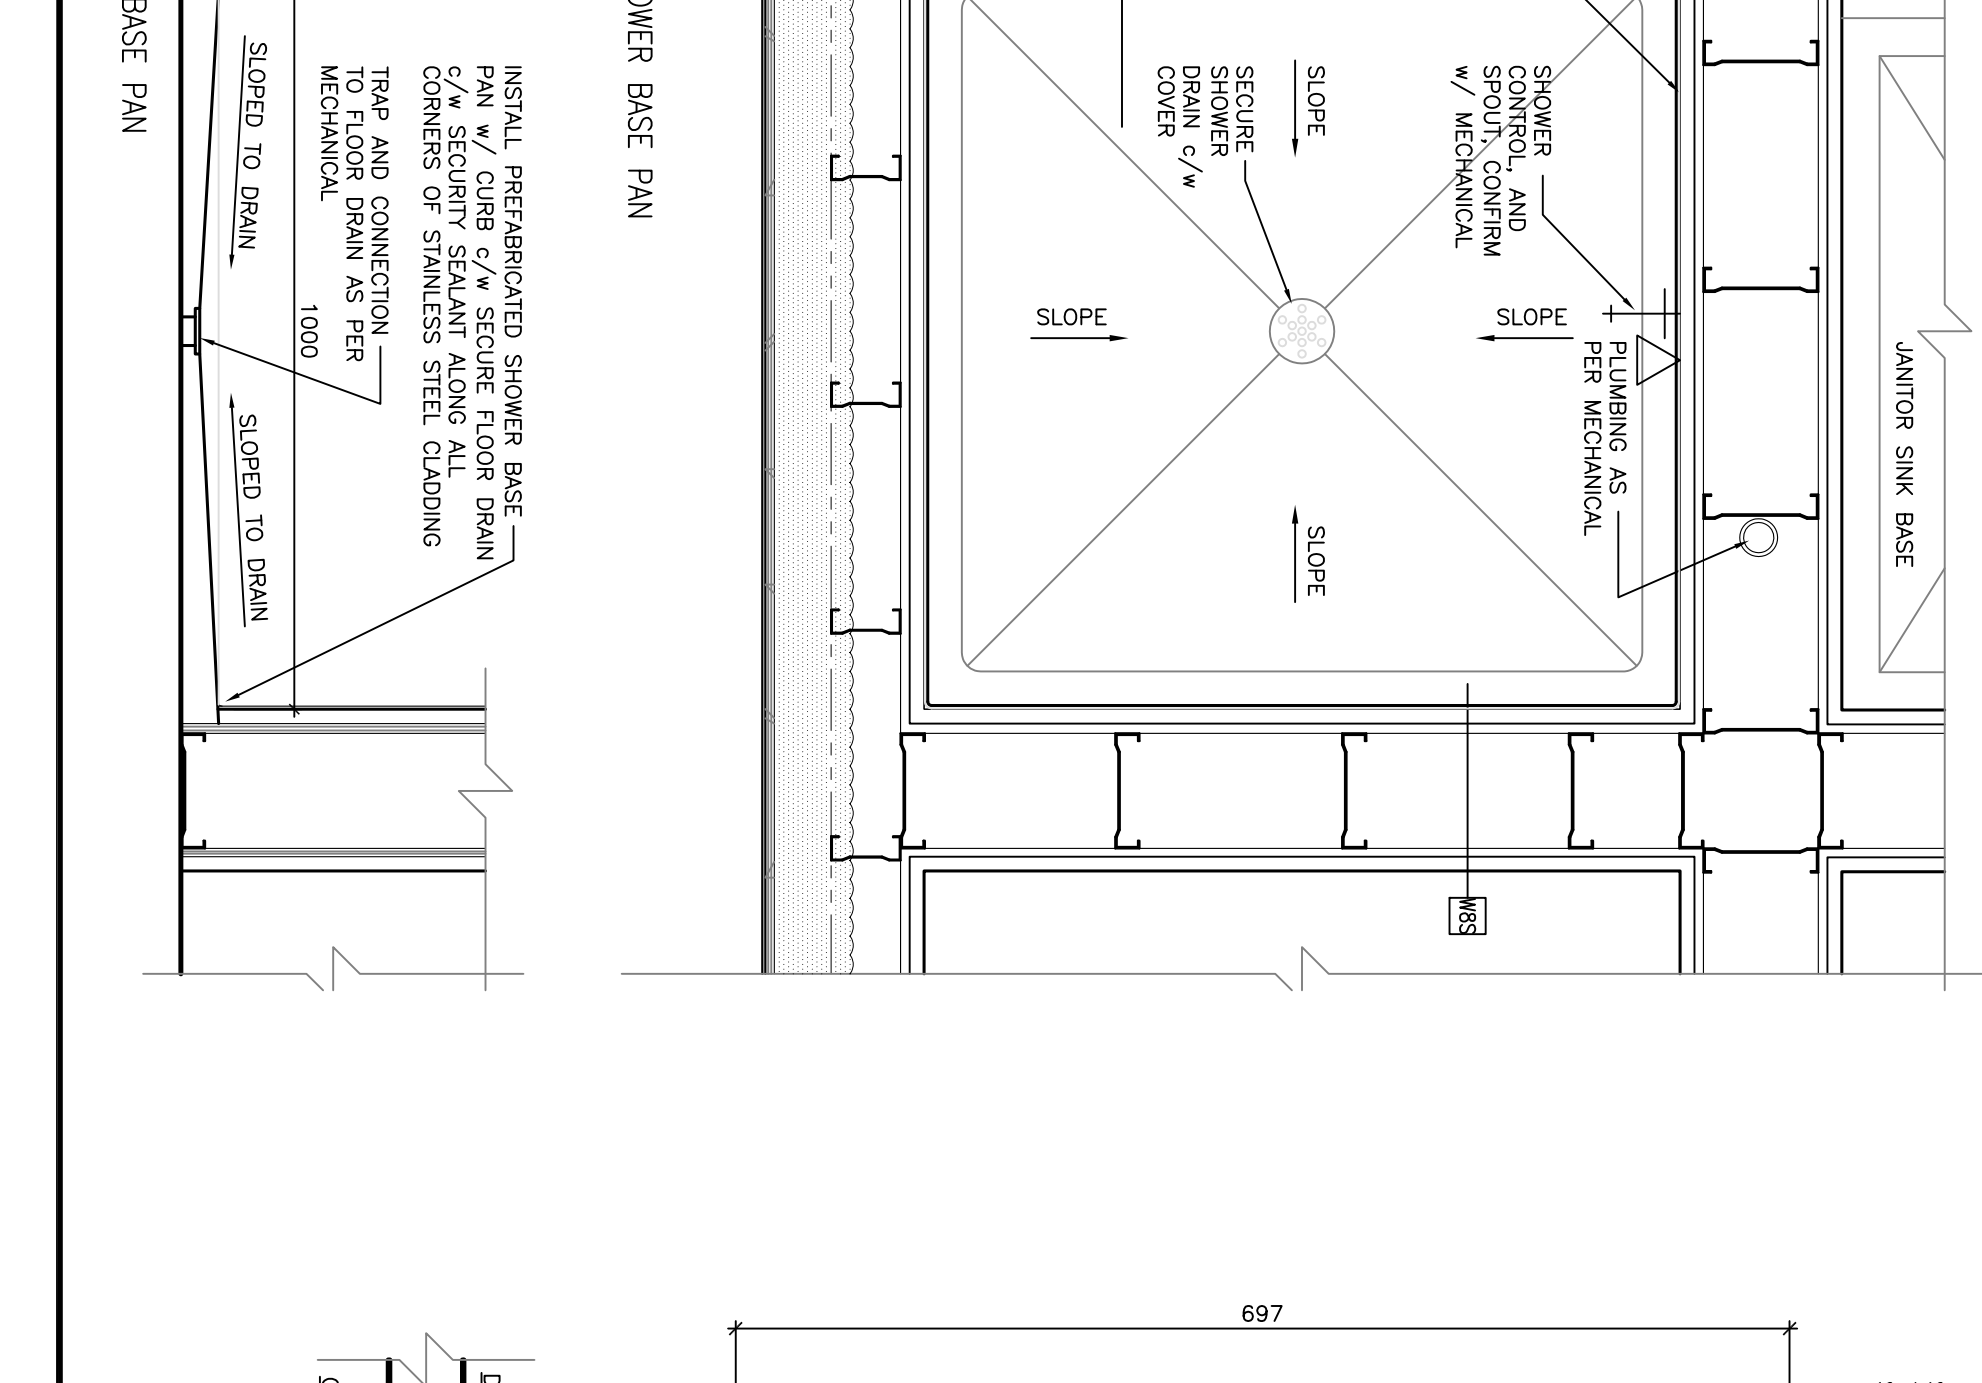 BASE PAN
SLOPED TO DRAIN
SLOPED TO DRAIN
1000
TRAP AND CONNECTION
TO FLOOR DRAIN AS PER
MECHANICAL
INSTALL PREFABRICATED SHOWER BASE
PAN w/ CURB c/w SECURE FLOOR DRAIN
c/w SECURITY SEALANT ALONG ALL
CORNERS OF STAINLESS STEEL CLADDING
OWER BASE PAN
SECURE
SHOWER
DRAIN c/w
COVER
SLOPE
SLOPE
SLOPE
SLOPE
SHOWER
CONTROL, AND
SPOUT, CONFIRM
w/ MECHANICAL
PLUMBING AS
PER MECHANICAL
JANITOR SINK BASE
W8S
697